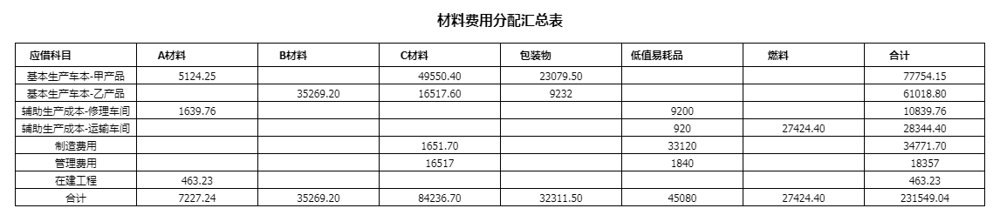 材料费用分配汇总表
应借科目 A材料 B材料 C材料 包装物 低值易耗品 燃料 合计
基本生产车本-甲产品 5124.25 49550.40 23079.50 77754.15
基本生产车本-乙产品 35269.20 16517.60 9232 61018.80
辅助生产成本-修理车间 1639.76 9200 10839.76
辅助生产成本-运输车间 920 27424.40 28344.40
制造费用 1651.70 33120 34771.70
管理费用 16517 1840 18357
在建工程 463.23 463.23
合计 7227.24 35269.20 84236.70 32311.50 45080 27424.40 231549.04